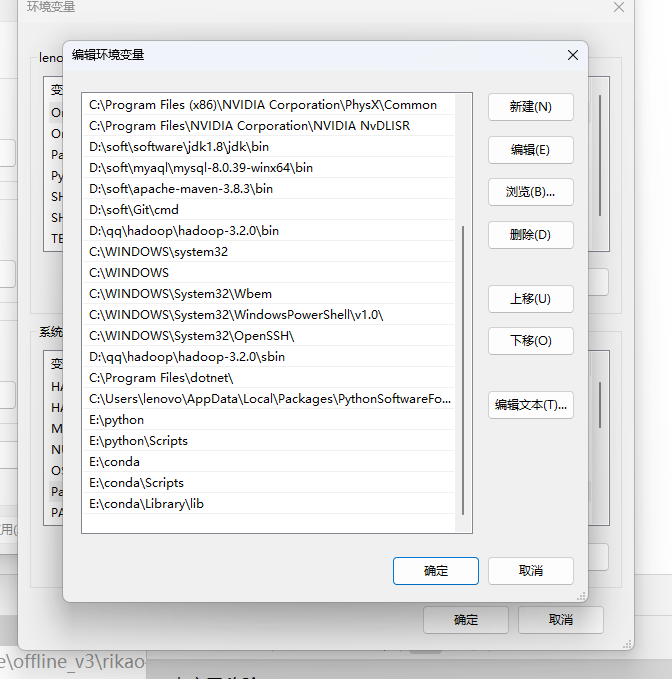 环境变量
编辑环境变量
leno
C:\Program Files (x86)\NVIDIA Corporation\PhysX\Common
C:\Program Files\NVIDIA Corporation\NVIDIA NvDLISR
D:\soft\software\jdk1.8\jdk\bin
D:\soft\myaql\mysql-8.0.39-winx64\bin
D:\soft\apache-maven-3.8.3\bin
D:\soft\Git\cmd
D:\qq\hadoop\hadoop-3.2.0\bin
C:\WINDOWS\system32
C:\WINDOWS
C:\WINDOWS\System32\Wbem
C:\WINDOWS\System32\WindowsPowerShell\v1.0\
C:\WINDOWS\System32\OpenSSH\
D:\qq\hadoop\hadoop-3.2.0\sbin
C:\Program Files\dotnet\
C:\Users\lenovo\AppData\Local\Packages\PythonSoftwareFo...
E:\python
E:\python\Scripts
E:\conda
E:\conda\Scripts
E:\conda\Library\lib
新建(N)
编辑(E)
浏览(B)...
删除(D)
上移(U)
下移(O)
编辑文本(T)...
确定
取消
变
On
On
Pa
Py
SH
SH
TE
系统
变
HA
HA
M
NU
OS
Pa
PA
用(
确定
取消
e\offline_v3\rikao